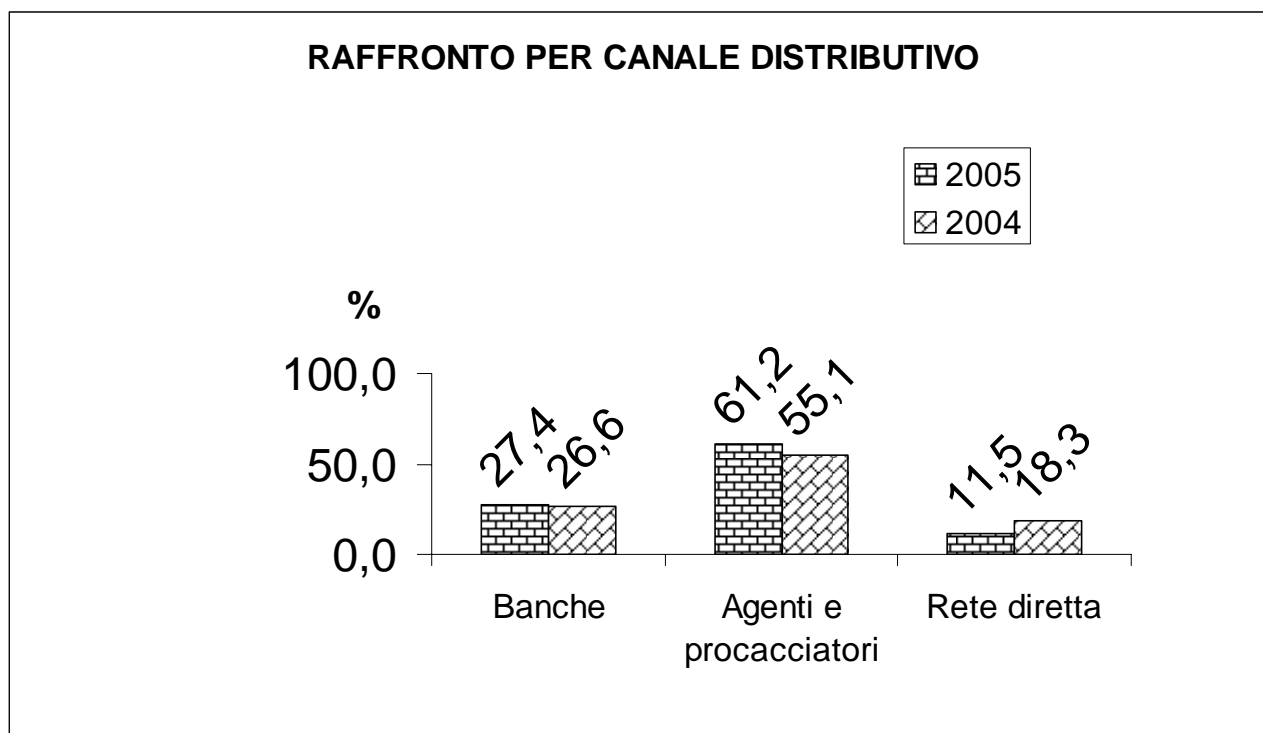 RAFFRONTO PER CANALE DISTRIBUTIVO
2005
2004
%
100,0
50,0
0,0
27,4
26,6
61,2
55,1
11,5
18,3
Banche
Agenti e
procacciatori
Rete diretta